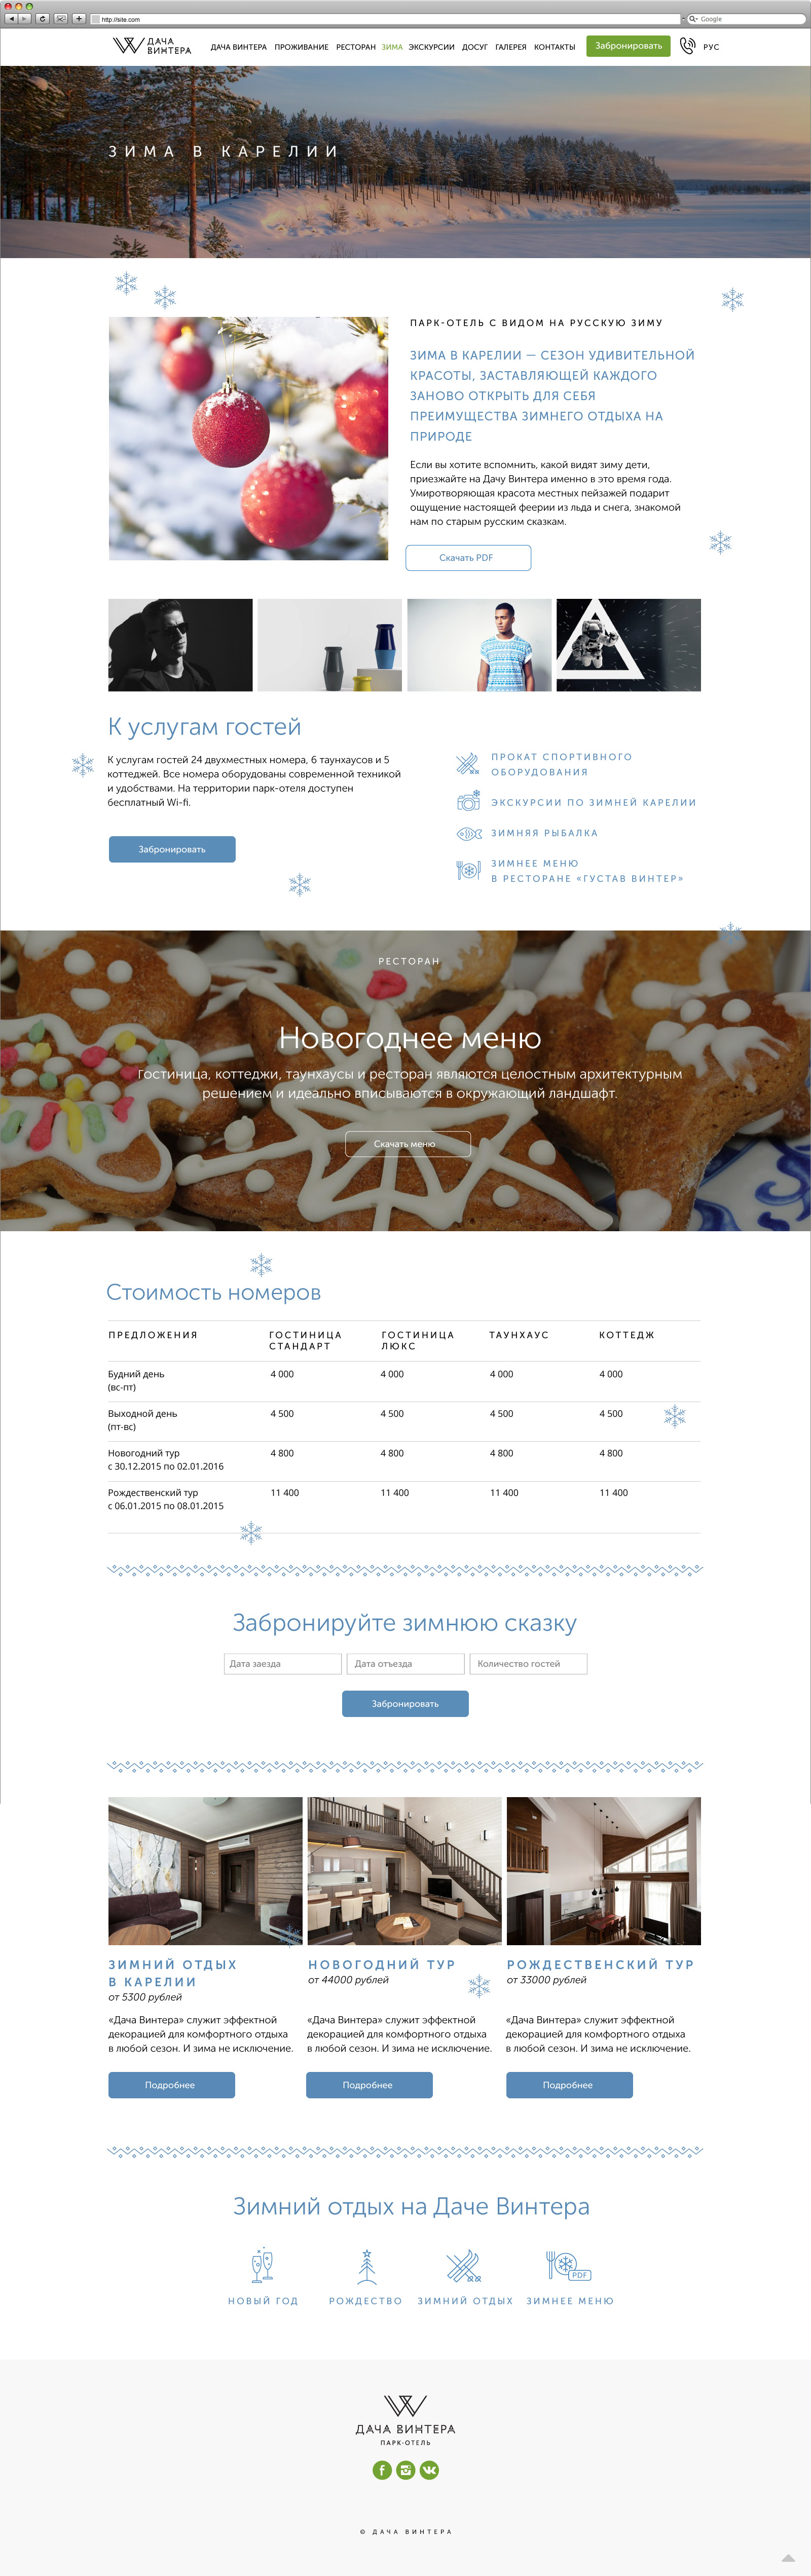 http://site.com
Google
ДАЧА
ВИНТЕРА
ДАЧА ВИНТЕРА ПРОЖИВАНИЕ РЕСТОРАН ЗИМА ЭКСКУРСИИ ДОСУГ ГАЛЕРЕЯ КОНТАКТЫ Забронировать РУС
ЗИМА В КАРЕЛИИ
ПАРК-ОТЕЛЬ С ВИДОМ НА РУССКУЮ ЗИМУ
ЗИМА В КАРЕЛИИ — СЕЗОН УДИВИТЕЛЬНОЙ
КРАСОТЫ, ЗАСТАВЛЯЮЩЕЙ КАЖДОГО
ЗАНОВО ОТКРЫТЬ ДЛЯ СЕБЯ
ПРЕИМУЩЕСТВА ЗИМНЕГО ОТДЫХА НА
ПРИРОДЕ
Если вы хотите вспомнить, какой видят зиму дети,
приезжайте на Дачу Винтера именно в это время года.
Умиротворяющая красота местных пейзажей подарит
ощущение настоящей феерии из льда и снега, знакомой
нам по старым русским сказкам.
Скачать PDF
К услугам гостей
К услугам гостей 24 двухместных номера, 6 таунхаусов и 5
коттеджей. Все номера оборудованы современной техникой
и удобствами. На территории парк-отеля доступен
бесплатный Wi-fi.
Забронировать
ПРОКАТ СПОРТИВНОГО
ОБОРУДОВАНИЯ
ЭКСКУРСИИ ПО ЗИМНЕЙ КАРЕЛИИ
ЗИМНЯЯ РЫБАЛКА
ЗИМНЕЕ МЕНЮ
В РЕСТОРАНЕ «ГУСТАВ ВИНТЕР»
РЕСТОРАН
Новогоднее меню
Гостиница, коттеджи, таунхаусы и ресторан являются целостным архитектурным
решением и идеально вписываются в окружающий ландшафт.
Скачать меню
Стоимость номеров
ПРЕДЛОЖЕНИЯ ГОСТИНИЦА СТАНДАРТ ГОСТИНИЦА ЛЮКС ТАУНХАУС КОТТЕДЖ
Будний день 4 000 4 000 4 000 4 000
(вс-пт)
Выходной день 4 500 4 500 4 500 4 500
(пт-вс)
Новогодний тур 4 800 4 800 4 800 4 800
с 30.12.2015 по 02.01.2016
Рождественский тур 11 400 11 400 11 400 11 400
с 06.01.2015 по 08.01.2015
Забронируйте зимнюю сказку
Дата заезда Дата отъезда Количество гостей
Забронировать
ЗИМНИЙ ОТДЫХ
В КАРЕЛИИ
от 5300 рублей
«Дача Винтера» служит эффектной
декорацией для комфортного отдыха
в любой сезон. И зима не исключение.
Подробнее
НОВОГОДНИЙ ТУР
от 44000 рублей
«Дача Винтера» служит эффектной
декорацией для комфортного отдыха
в любой сезон. И зима не исключение.
Подробнее
РОЖДЕСТВЕНСКИЙ ТУР
от 33000 рублей
«Дача Винтера» служит эффектной
декорацией для комфортного отдыха
в любой сезон. И зима не исключение.
Подробнее
Зимний отдых на Даче Винтера
PDF
НОВЫЙ ГОД РОЖДЕСТВО ЗИМНИЙ ОТДЫХ ЗИМНЕЕ МЕНЮ
ДАЧА ВИНТЕРА
ПАРК-ОТЕЛЬ
© ДАЧА ВИНТЕРА